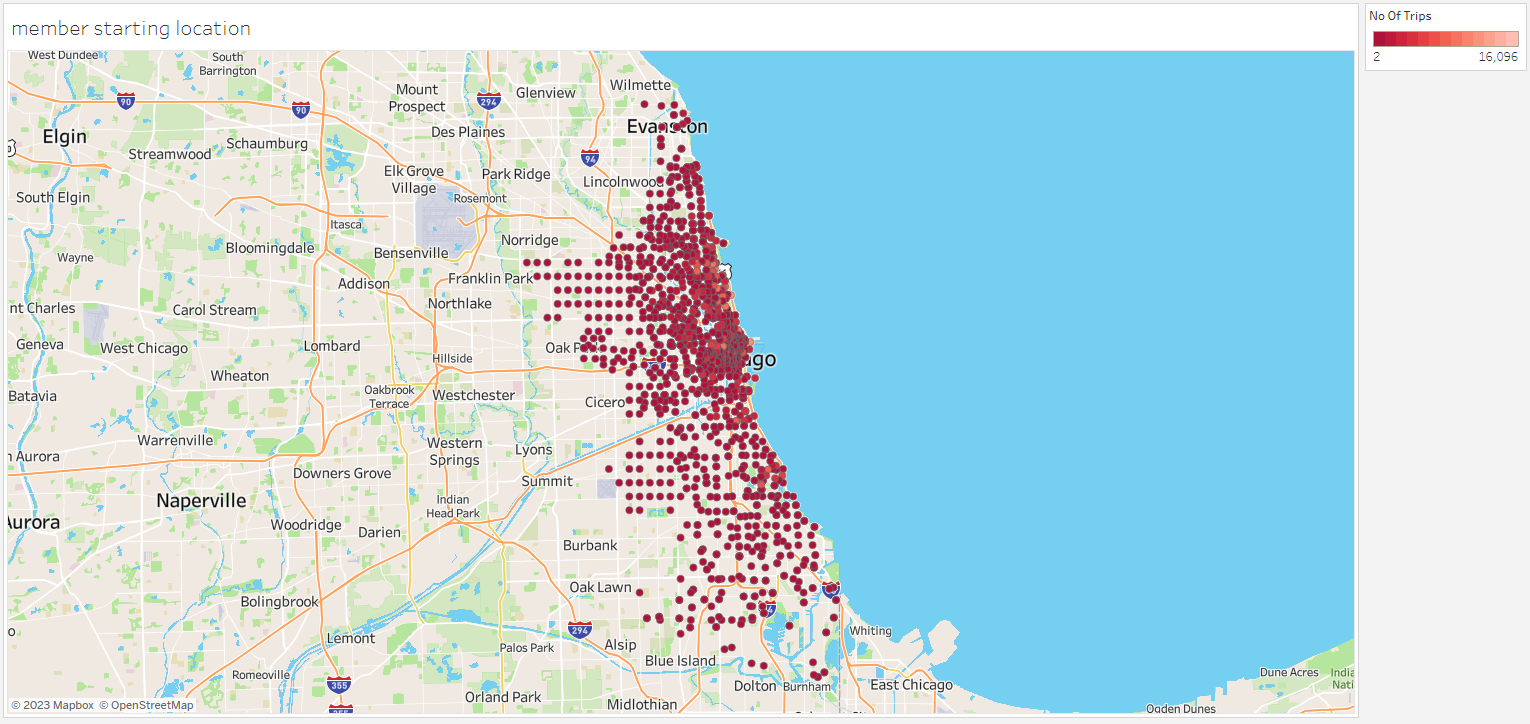 member starting location
No Of Trips
2
16,096
West Dundee
South
Barrington
Mount
Prospect
Glenview
Wilmette
90
90
294
Evanston
Elgin
Des Plaines
Schaumburg
Streamwood
94
Elk Grove
Village
Park Ridge
Lincolnwood
South Elgin
Rosemont
Itasca
Norridge
Bloomingdale
Bensenville
Wayne
Franklin Park
Addison
Northlake
nt Charles
Carol Stream
Geneva
West Chicago
Lombard
Oak P
Hillside
ago
Wheaton
Oakbrook
Terrace
Westchester
Batavia
Cicero
Warrenville
Western
Springs
Lyons
n Aurora
Downers Grove
Summit
Naperville
Indian
Head Park
Aurora
Woodridge
Darien
Burbank
Oak Lawn
Bolingbrook
294
Whiting
Lemont
Palos Park
Alsip
Blue Island
Romeoville
355
Dolton
Burnham
East Chicago
Orland Park
Midlothian
Dune Acres
India
Nati
Ogden Dunes
© 2023 Mapbox © OpenStreetMap